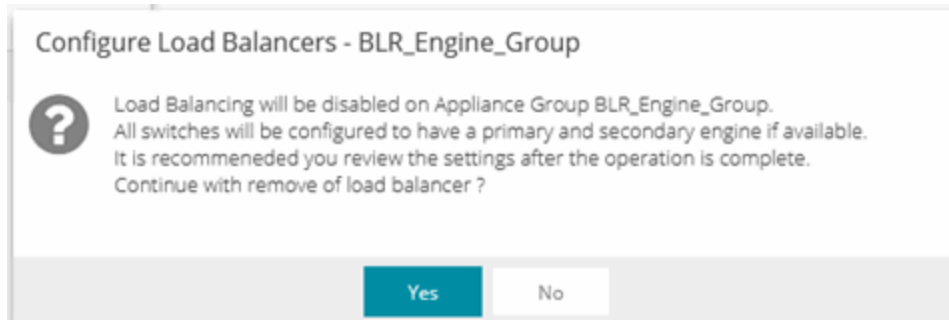 Configure Load Balancers - BLR_Engine_Group
Load Balancing will be disabled on Appliance Group BLR_Engine_Group.
All switches will be configured to have a primary and secondary engine if available.
It is recommeneded you review the settings after the operation is complete.
Continue with remove of load balancer ?
Yes
No